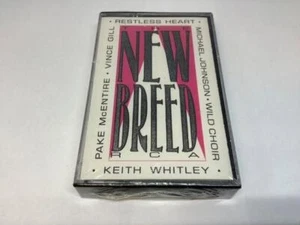 • RESTLESS HEART •
PAKE McENTIRE • VINCE GILL
MICHAEL JOHNSON • WILD CHOIR
NEW
BREED
RCA
• KEITH WHITLEY •